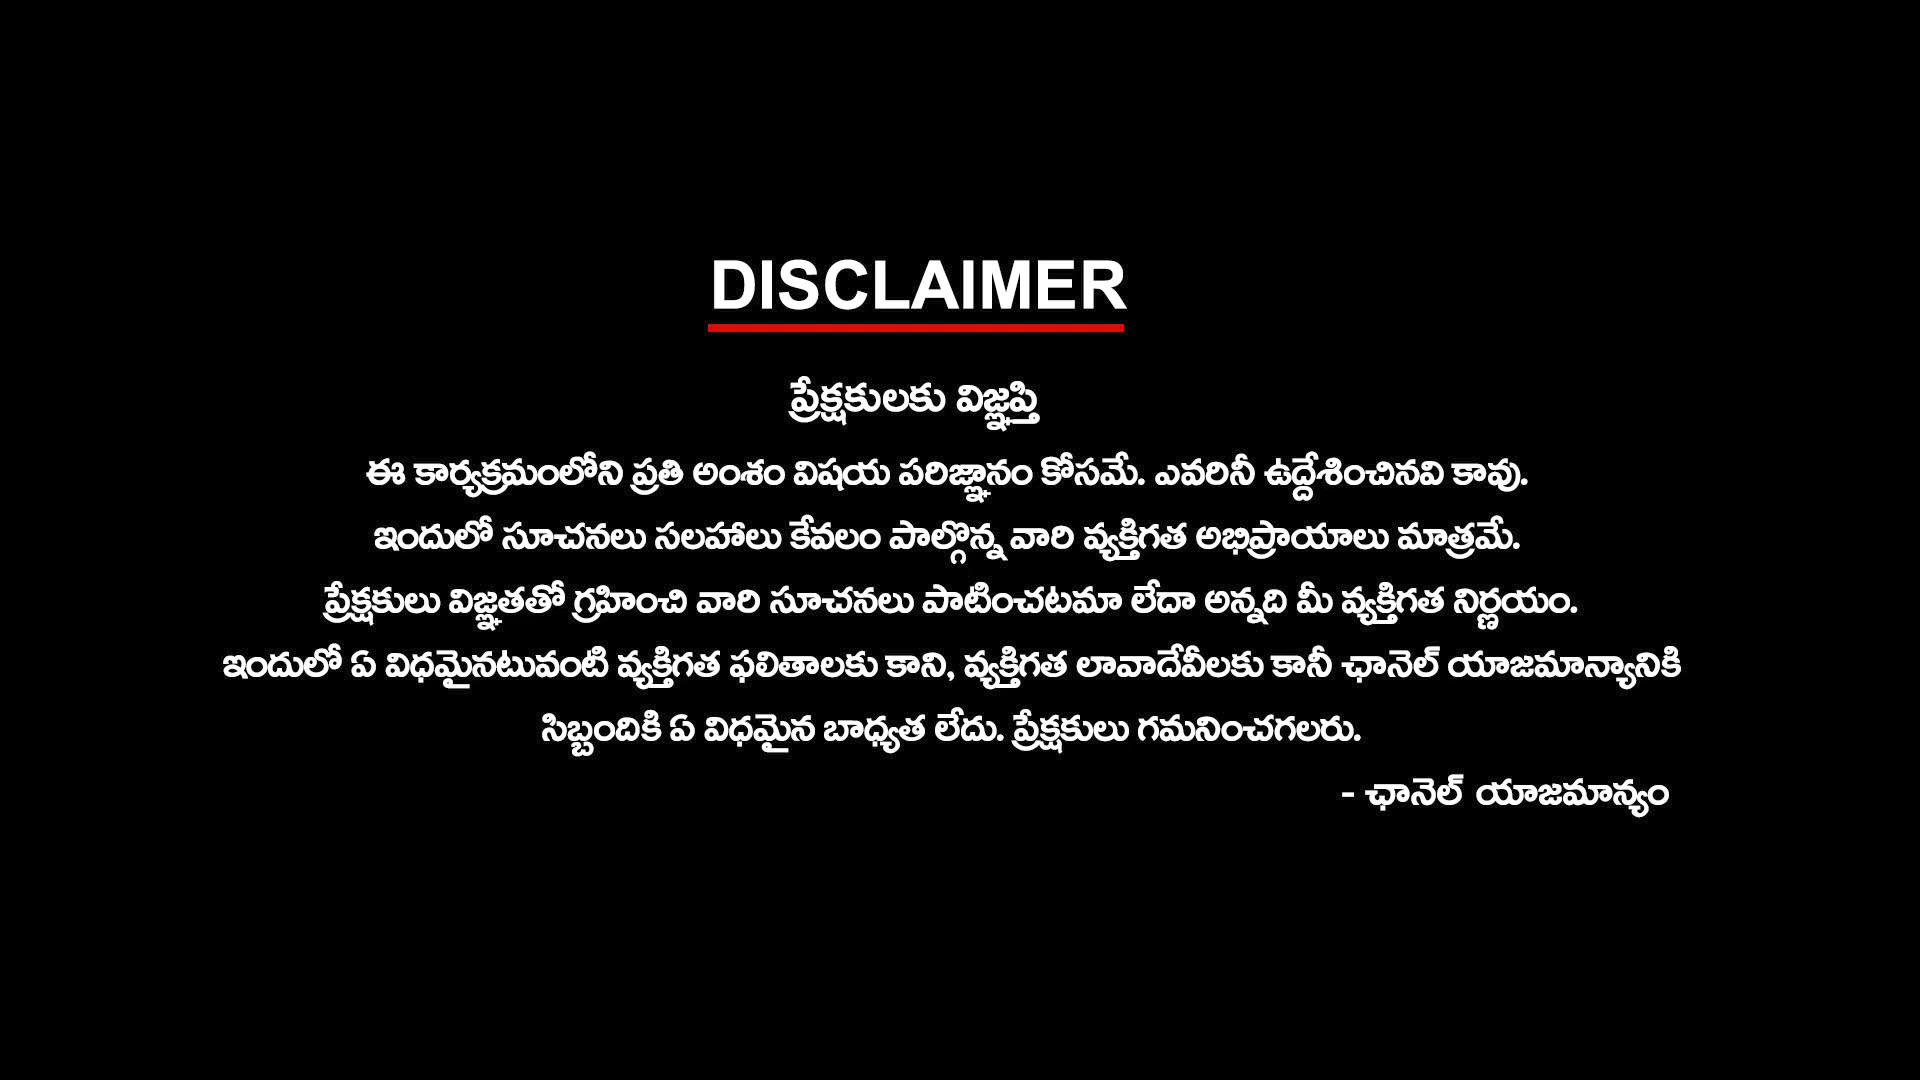 DISCLAIMER
ప్రేక్షకులకు విజ్ఞప్తి
ఈ కార్యక్రమంలోని ప్రతి అంశం విషయ పరిజ్ఞానం కోసమే. ఎవరినీ ఉద్దేశించినవి కావు.
ఇందులో సూచనలు సలహాలు కేవలం పాల్గొన్న వారి వ్యక్తిగత అభిప్రాయాలు మాత్రమే.
ప్రేక్షకులు విజ్ఞతతో గ్రహించి వారి సూచనలు పాటించటమా లేదా అన్నది మీ వ్యక్తిగత నిర్ణయం.
ఇందులో ఏ విధమైనటువంటి వ్యక్తిగత ఫలితాలకు కాని, వ్యక్తిగత లావాదేవీలకు కానీ ఛానెల్ యాజమాన్యానికి
సిబ్బందికి ఏ విధమైన బాధ్యత లేదు. ప్రేక్షకులు గమనించగలరు.
- ఛానెల్ యాజమాన్యం